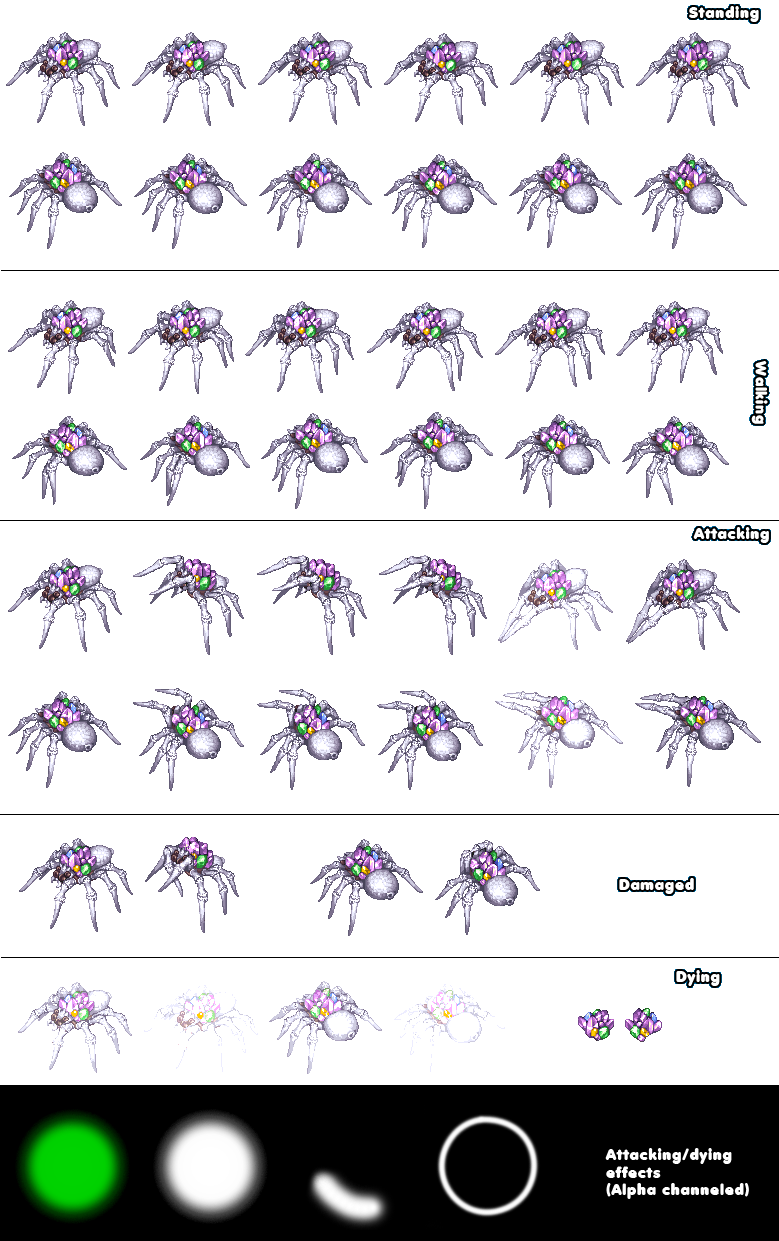 Standing
Walking
Attacking
Damaged
Dying
Attacking/dying
effects
(Alpha channeled)